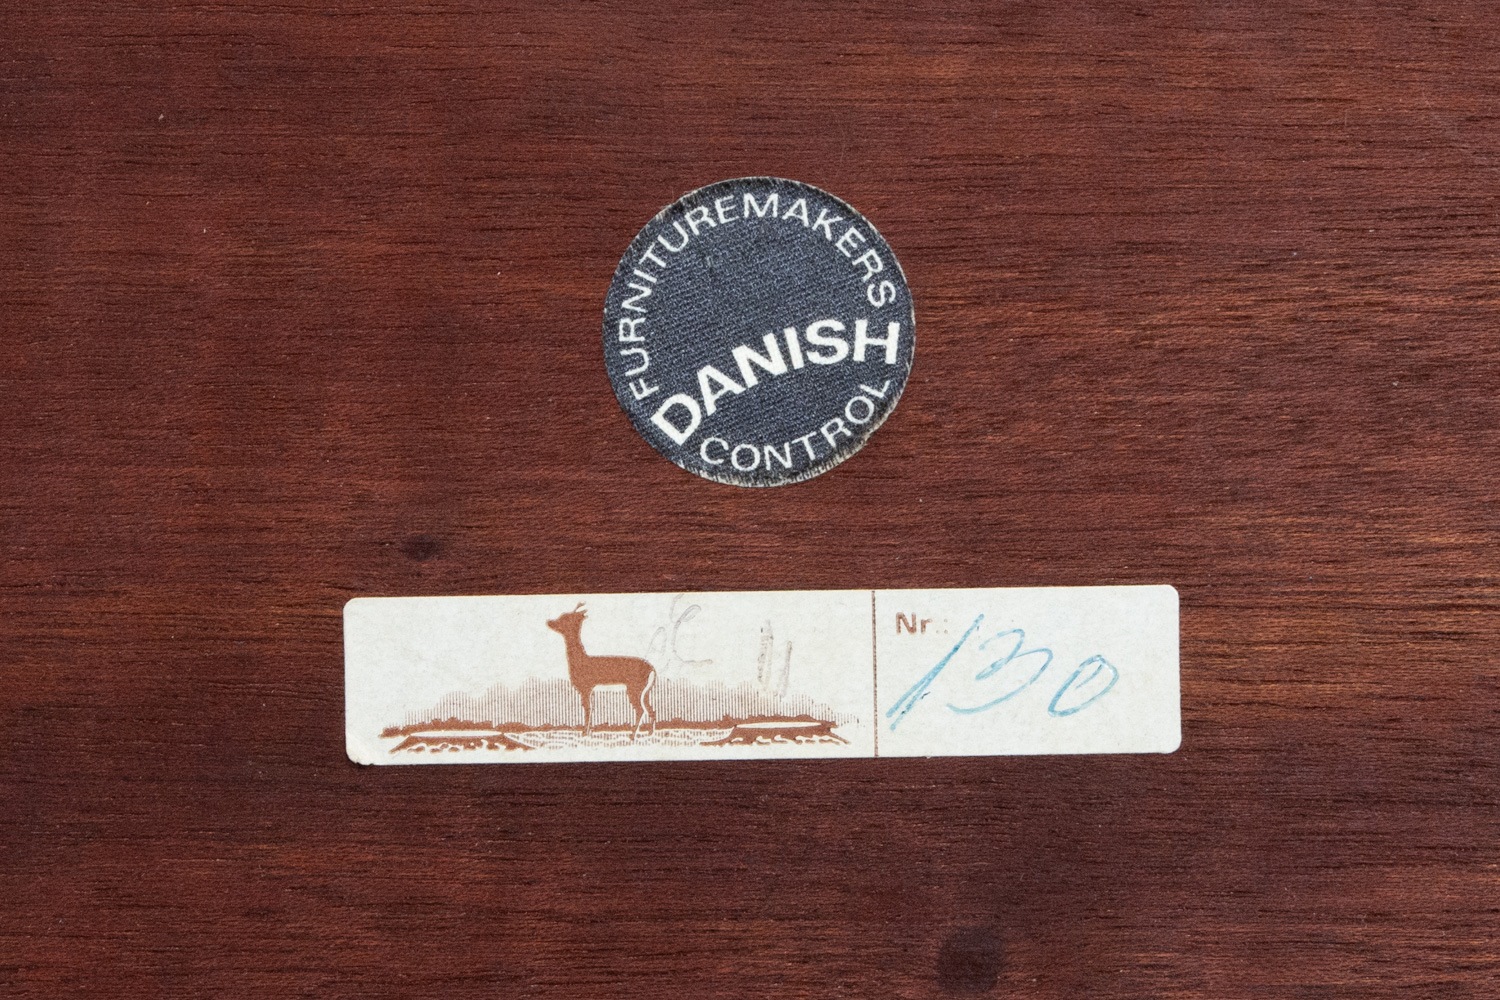 FURNITUREMAKERS
DANISH
CONTROL
Nr.: 130